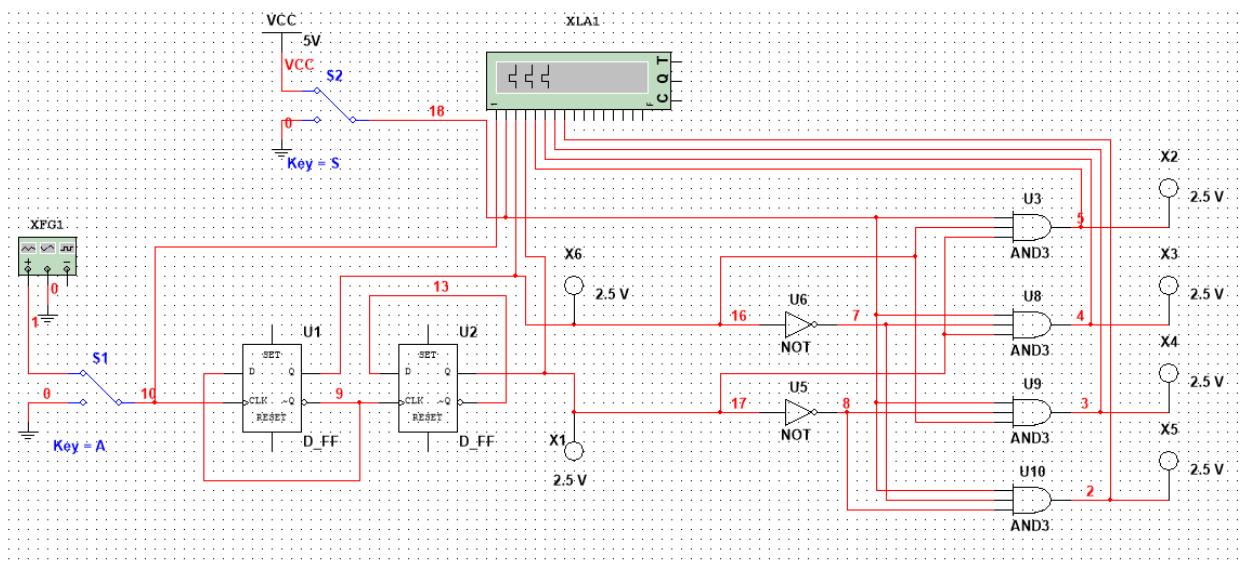 VCC
5V
VCC
S2
0
18
Key = S
XLA1
1
F
T
Q
C
XFG1
+
−
0
1
S1
0
10
Key = A
U1
SET
D
Q
CLK
~Q
RESET
D_FF
9
13
U2
SET
D
Q
CLK
~Q
RESET
D_FF
X6
2.5 V
X1
2.5 V
16
U6
7
NOT
17
U5
8
NOT
U3
5
AND3
U8
4
AND3
U9
3
AND3
U10
2
AND3
X2
2.5 V
X3
2.5 V
X4
2.5 V
X5
2.5 V